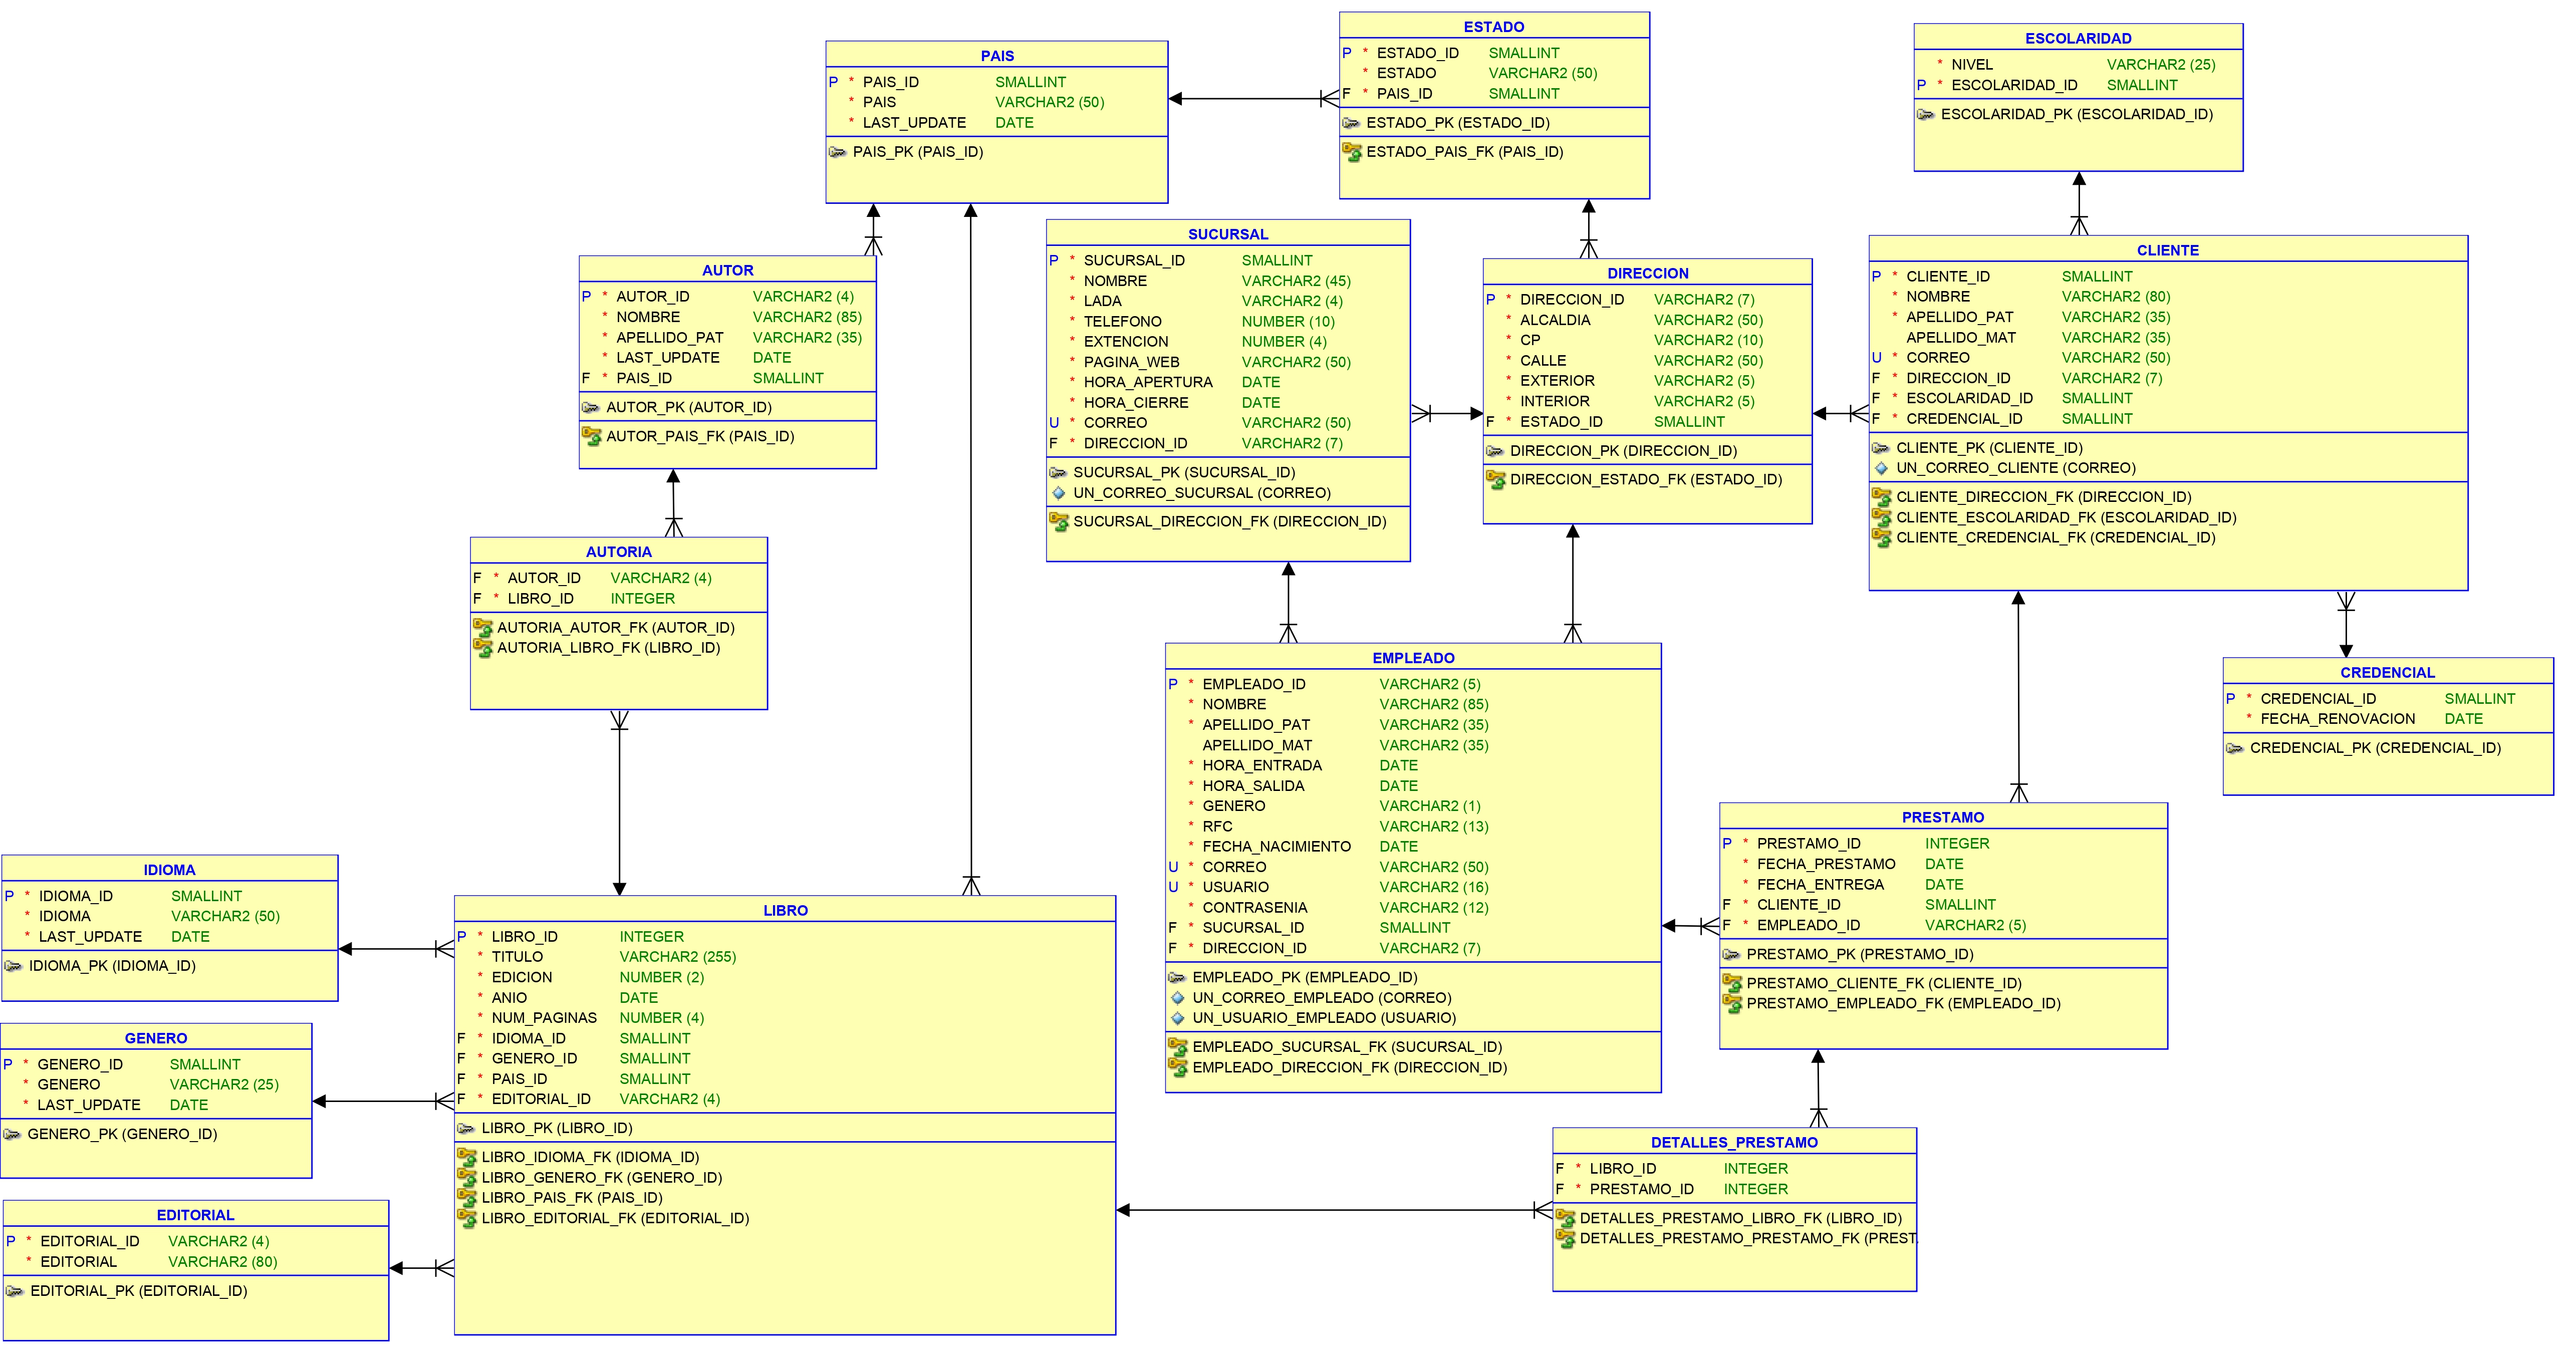 PAIS
P * PAIS_ID SMALLINT
* PAIS VARCHAR2 (50)
* LAST_UPDATE DATE
PAIS_PK (PAIS_ID)
ESTADO
P * ESTADO_ID SMALLINT
* ESTADO VARCHAR2 (50)
F * PAIS_ID SMALLINT
ESTADO_PK (ESTADO_ID)
ESTADO_PAIS_FK (PAIS_ID)
ESCOLARIDAD
* NIVEL VARCHAR2 (25)
P * ESCOLARIDAD_ID SMALLINT
ESCOLARIDAD_PK (ESCOLARIDAD_ID)
AUTOR
P * AUTOR_ID VARCHAR2 (4)
* NOMBRE VARCHAR2 (85)
* APELLIDO_PAT VARCHAR2 (35)
* LAST_UPDATE DATE
F * PAIS_ID SMALLINT
AUTOR_PK (AUTOR_ID)
AUTOR_PAIS_FK (PAIS_ID)
SUCURSAL
P * SUCURSAL_ID SMALLINT
* NOMBRE VARCHAR2 (45)
* LADA VARCHAR2 (4)
* TELEFONO NUMBER (10)
* EXTENCION NUMBER (4)
* PAGINA_WEB VARCHAR2 (50)
* HORA_APERTURA DATE
* HORA_CIERRE DATE
U * CORREO VARCHAR2 (50)
F * DIRECCION_ID VARCHAR2 (7)
SUCURSAL_PK (SUCURSAL_ID)
UN_CORREO_SUCURSAL (CORREO)
SUCURSAL_DIRECCION_FK (DIRECCION_ID)
DIRECCION
P * DIRECCION_ID VARCHAR2 (7)
* ALCALDIA VARCHAR2 (50)
* CP VARCHAR2 (10)
* CALLE VARCHAR2 (50)
* EXTERIOR VARCHAR2 (5)
* INTERIOR VARCHAR2 (5)
F * ESTADO_ID SMALLINT
DIRECCION_PK (DIRECCION_ID)
DIRECCION_ESTADO_FK (ESTADO_ID)
CLIENTE
P * CLIENTE_ID SMALLINT
* NOMBRE VARCHAR2 (80)
* APELLIDO_PAT VARCHAR2 (35)
APELLIDO_MAT VARCHAR2 (35)
U * CORREO VARCHAR2 (50)
F * DIRECCION_ID VARCHAR2 (7)
F * ESCOLARIDAD_ID SMALLINT
F * CREDENCIAL_ID SMALLINT
CLIENTE_PK (CLIENTE_ID)
UN_CORREO_CLIENTE (CORREO)
CLIENTE_DIRECCION_FK (DIRECCION_ID)
CLIENTE_ESCOLARIDAD_FK (ESCOLARIDAD_ID)
CLIENTE_CREDENCIAL_FK (CREDENCIAL_ID)
AUTORIA
F * AUTOR_ID VARCHAR2 (4)
F * LIBRO_ID INTEGER
AUTORIA_AUTOR_FK (AUTOR_ID)
AUTORIA_LIBRO_FK (LIBRO_ID)
EMPLEADO
P * EMPLEADO_ID VARCHAR2 (5)
* NOMBRE VARCHAR2 (85)
* APELLIDO_PAT VARCHAR2 (35)
APELLIDO_MAT VARCHAR2 (35)
* HORA_ENTRADA DATE
* HORA_SALIDA DATE
* GENERO VARCHAR2 (1)
* RFC VARCHAR2 (13)
* FECHA_NACIMIENTO DATE
U * CORREO VARCHAR2 (50)
U * USUARIO VARCHAR2 (16)
* CONTRASENIA VARCHAR2 (12)
F * SUCURSAL_ID SMALLINT
F * DIRECCION_ID VARCHAR2 (7)
EMPLEADO_PK (EMPLEADO_ID)
UN_CORREO_EMPLEADO (CORREO)
UN_USUARIO_EMPLEADO (USUARIO)
EMPLEADO_SUCURSAL_FK (SUCURSAL_ID)
EMPLEADO_DIRECCION_FK (DIRECCION_ID)
CREDENCIAL
P * CREDENCIAL_ID SMALLINT
* FECHA_RENOVACION DATE
CREDENCIAL_PK (CREDENCIAL_ID)
PRESTAMO
P * PRESTAMO_ID INTEGER
* FECHA_PRESTAMO DATE
* FECHA_ENTREGA DATE
F * CLIENTE_ID SMALLINT
F * EMPLEADO_ID VARCHAR2 (5)
PRESTAMO_PK (PRESTAMO_ID)
PRESTAMO_CLIENTE_FK (CLIENTE_ID)
PRESTAMO_EMPLEADO_FK (EMPLEADO_ID)
IDIOMA
P * IDIOMA_ID SMALLINT
* IDIOMA VARCHAR2 (50)
* LAST_UPDATE DATE
IDIOMA_PK (IDIOMA_ID)
GENERO
P * GENERO_ID SMALLINT
* GENERO VARCHAR2 (25)
* LAST_UPDATE DATE
GENERO_PK (GENERO_ID)
EDITORIAL
P * EDITORIAL_ID VARCHAR2 (4)
* EDITORIAL VARCHAR2 (80)
EDITORIAL_PK (EDITORIAL_ID)
LIBRO
P * LIBRO_ID INTEGER
* TITULO VARCHAR2 (255)
* EDICION NUMBER (2)
* ANIO DATE
* NUM_PAGINAS NUMBER (4)
F * IDIOMA_ID SMALLINT
F * GENERO_ID SMALLINT
F * PAIS_ID SMALLINT
F * EDITORIAL_ID VARCHAR2 (4)
LIBRO_PK (LIBRO_ID)
LIBRO_IDIOMA_FK (IDIOMA_ID)
LIBRO_GENERO_FK (GENERO_ID)
LIBRO_PAIS_FK (PAIS_ID)
LIBRO_EDITORIAL_FK (EDITORIAL_ID)
DETALLES_PRESTAMO
F * LIBRO_ID INTEGER
F * PRESTAMO_ID INTEGER
DETALLES_PRESTAMO_LIBRO_FK (LIBRO_ID)
DETALLES_PRESTAMO_PRESTAMO_FK (PREST